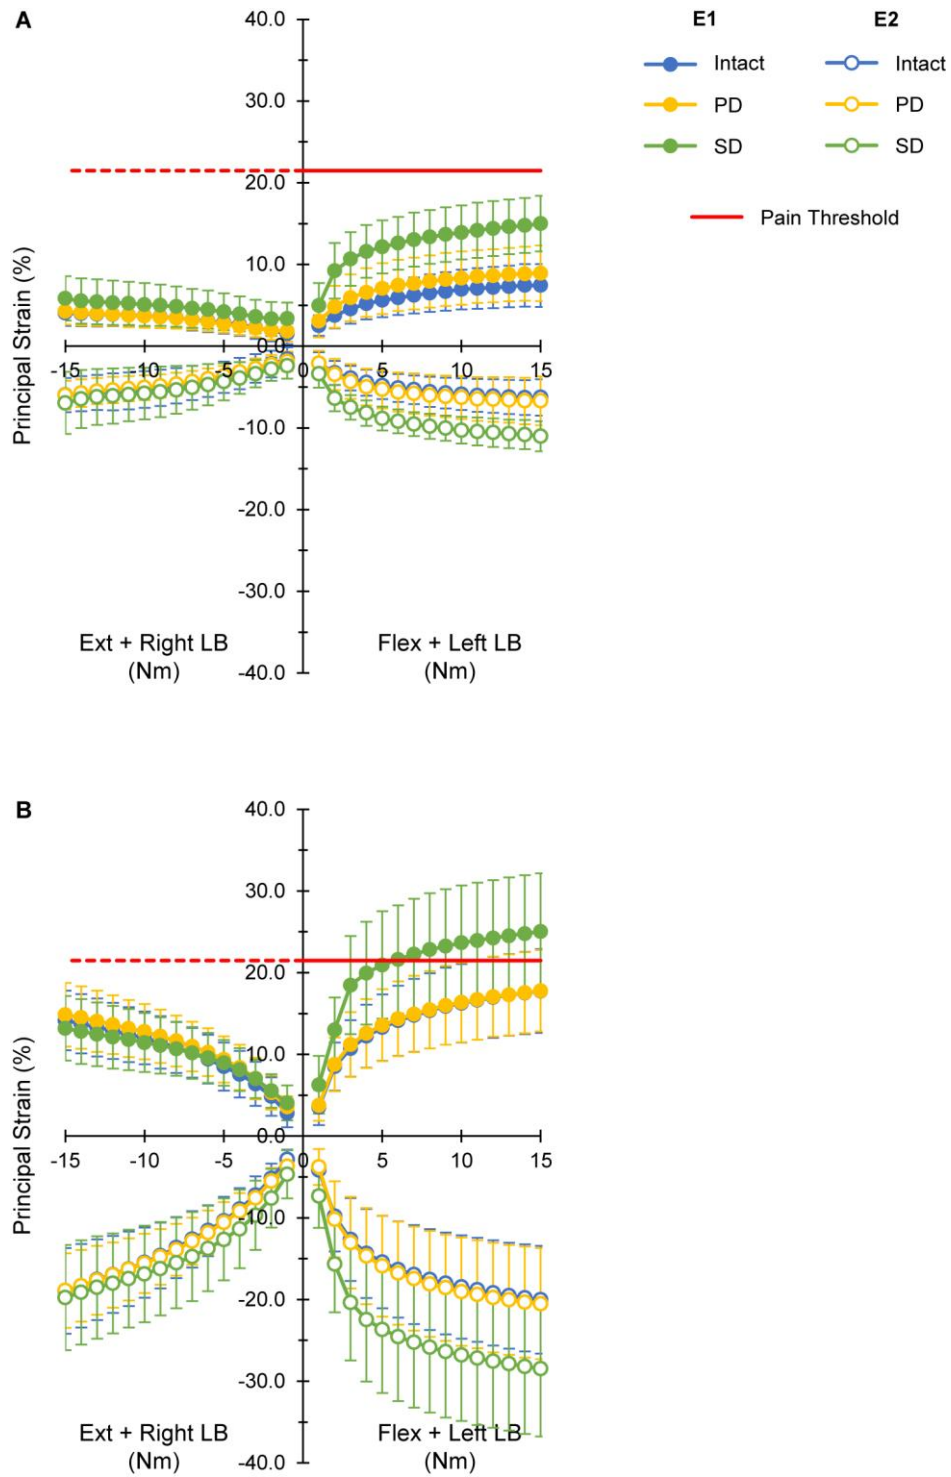 A
40.0
30.0
20.0
10.0
0.0
-10.0
-20.0
-30.0
-40.0
-15
-10
-5
0
5
10
15
Principal Strain (%)
Ext + Right LB
(Nm)
Flex + Left LB
(Nm)
E1
E2
Intact
Intact
PD
PD
SD
SD
Pain Threshold
B
40.0
30.0
20.0
10.0
0.0
-10.0
-20.0
-30.0
-40.0
-15
-10
-5
0
5
10
15
Principal Strain (%)
Ext + Right LB
(Nm)
Flex + Left LB
(Nm)